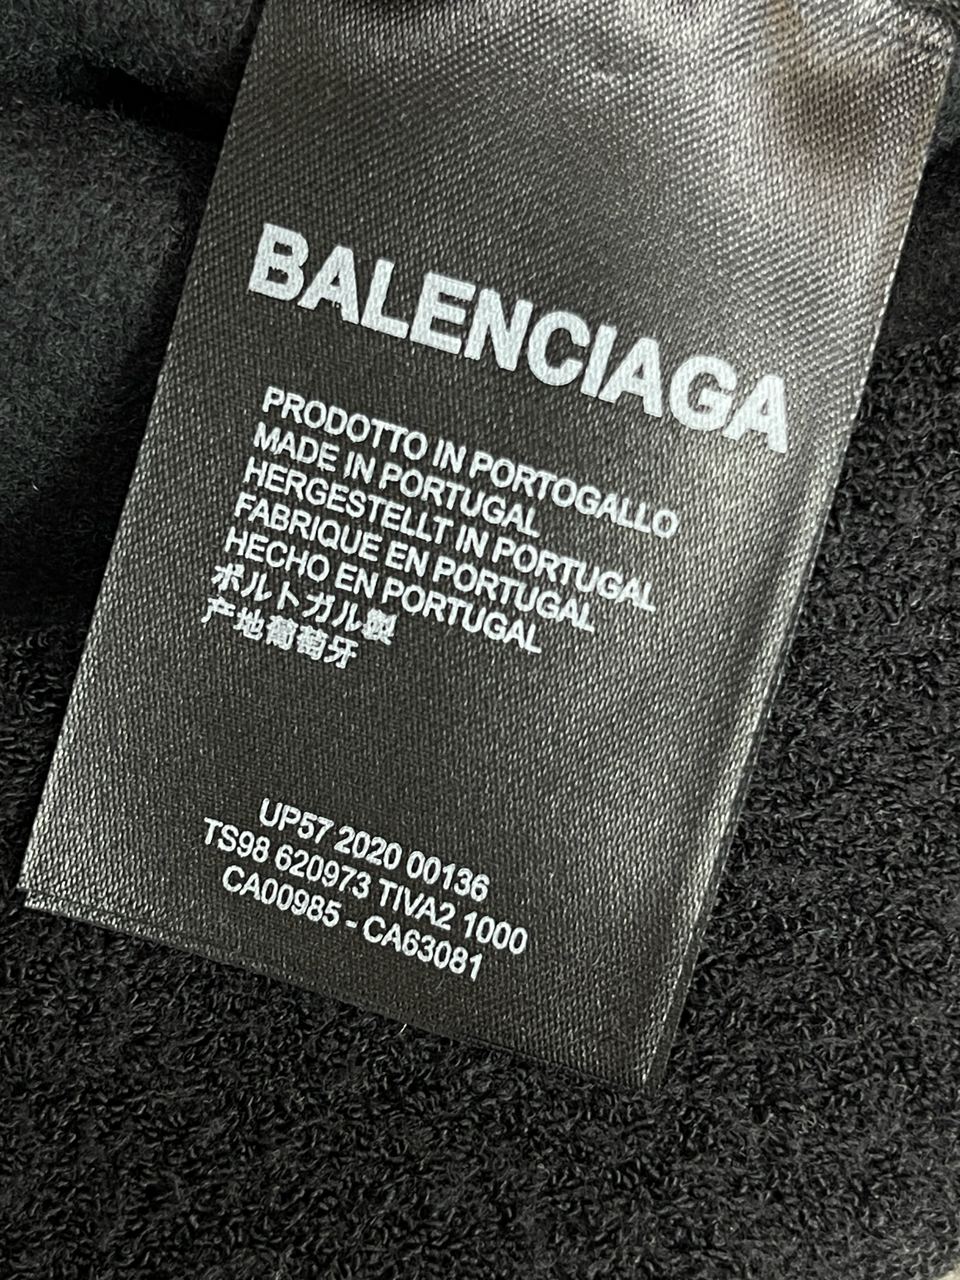 BALENCIAGA
PRODOTTO IN PORTOGALLO
MADE IN PORTUGAL
HERGESTELLT IN PORTUGAL
FABRIQUE EN PORTUGAL
HECHO EN PORTUGAL
ポルトガル製
产地葡萄牙
UP57 2020 00136
TS98 620973 TIVA2 1000
CA00985 - CA63081